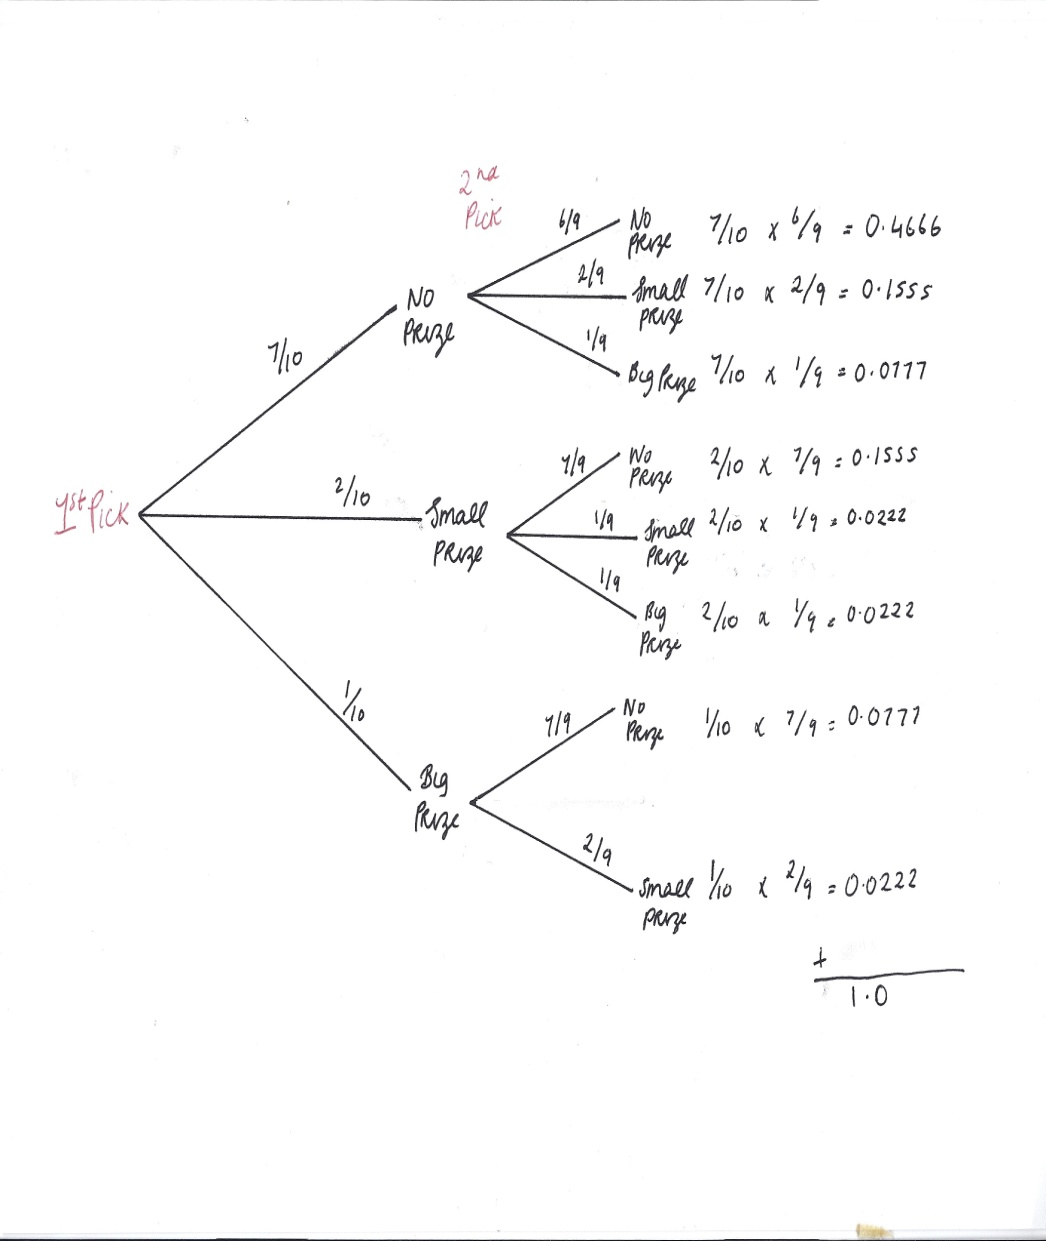 2nd
Pick
6/9
No
Prize
7/10 x 6/9 = 0.4666
2/9
Small
prize
7/10 x 2/9 = 0.1555
1/9
Big Prize 7/10 x 1/9 = 0.0777
7/10
No
Prize
1st Pick
2/10
Small
Prize
7/9
No
Prize
2/10 x 7/9 = 0.1555
1/9
Small
Prize
2/10 x 1/9 = 0.0222
1/9
Big
Prize
2/10 x 1/9 = 0.0222
1/10
Big
Prize
7/9
No
Prize
1/10 x 7/9 = 0.0777
2/9
Small
prize
1/10 x 2/9 = 0.0222
+
1.0